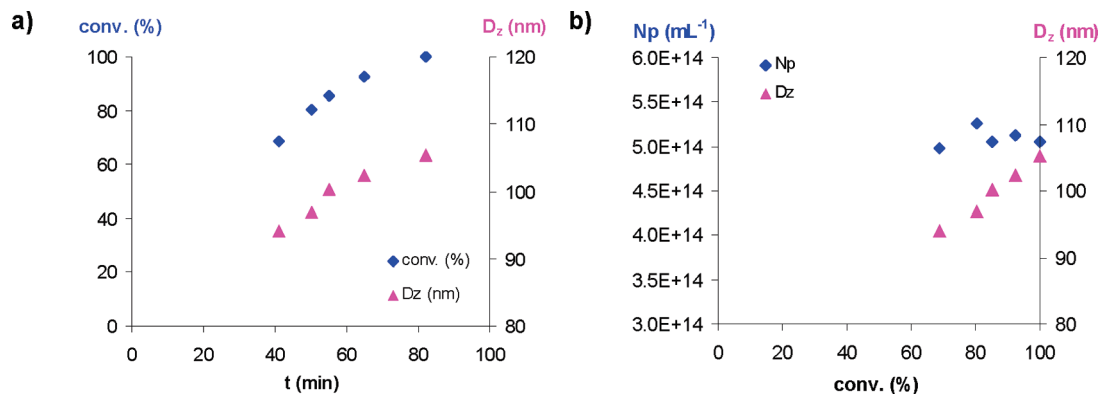 a)
conv. (%)
D_z (nm)
100
80
60
40
20
0
120
110
100
90
80
conv. (%)
Dz (nm)
0 20 40 60 80 100
t (min)
b)
Np (mL⁻¹)
D_z (nm)
6.0E+14
5.5E+14
5.0E+14
4.5E+14
4.0E+14
3.5E+14
3.0E+14
Np
Dz
120
110
100
90
80
0 20 40 60 80 100
conv. (%)